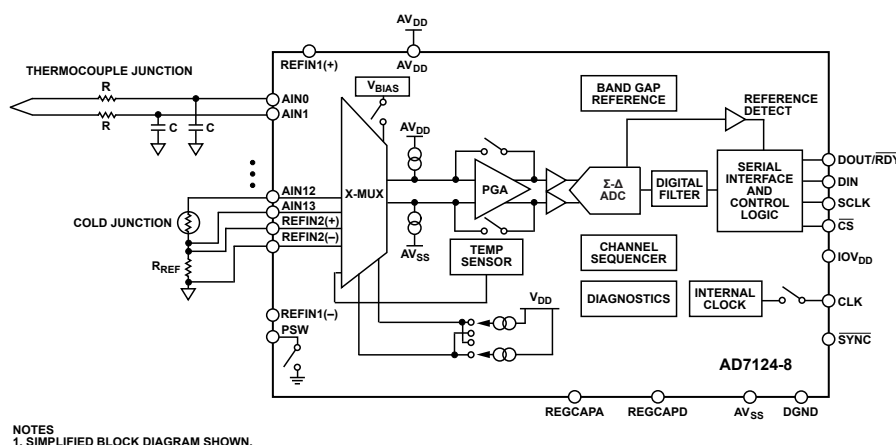 AVDD
REFIN1(+)
AVDD
THERMOCOUPLE JUNCTION
R
R
C
C
AIN0
AIN1
VBIAS
BAND GAP
REFERENCE
REFERENCE
DETECT
AVDD
X-MUX
PGA
Σ-Δ
ADC
DIGITAL
FILTER
SERIAL
INTERFACE
AND
CONTROL
LOGIC
DOUT/RDY
DIN
SCLK
CS
AIN12
AIN13
REFIN2(+)
REFIN2(–)
COLD JUNCTION
RREF
AVSS
TEMP
SENSOR
CHANNEL
SEQUENCER
IOVDD
DIAGNOSTICS
INTERNAL
CLOCK
CLK
VDD
REFIN1(–)
PSW
SYNC
AD7124-8
REGCAPA
REGCAPD
AVSS
DGND
NOTES
1. SIMPLIFIED BLOCK DIAGRAM SHOWN.